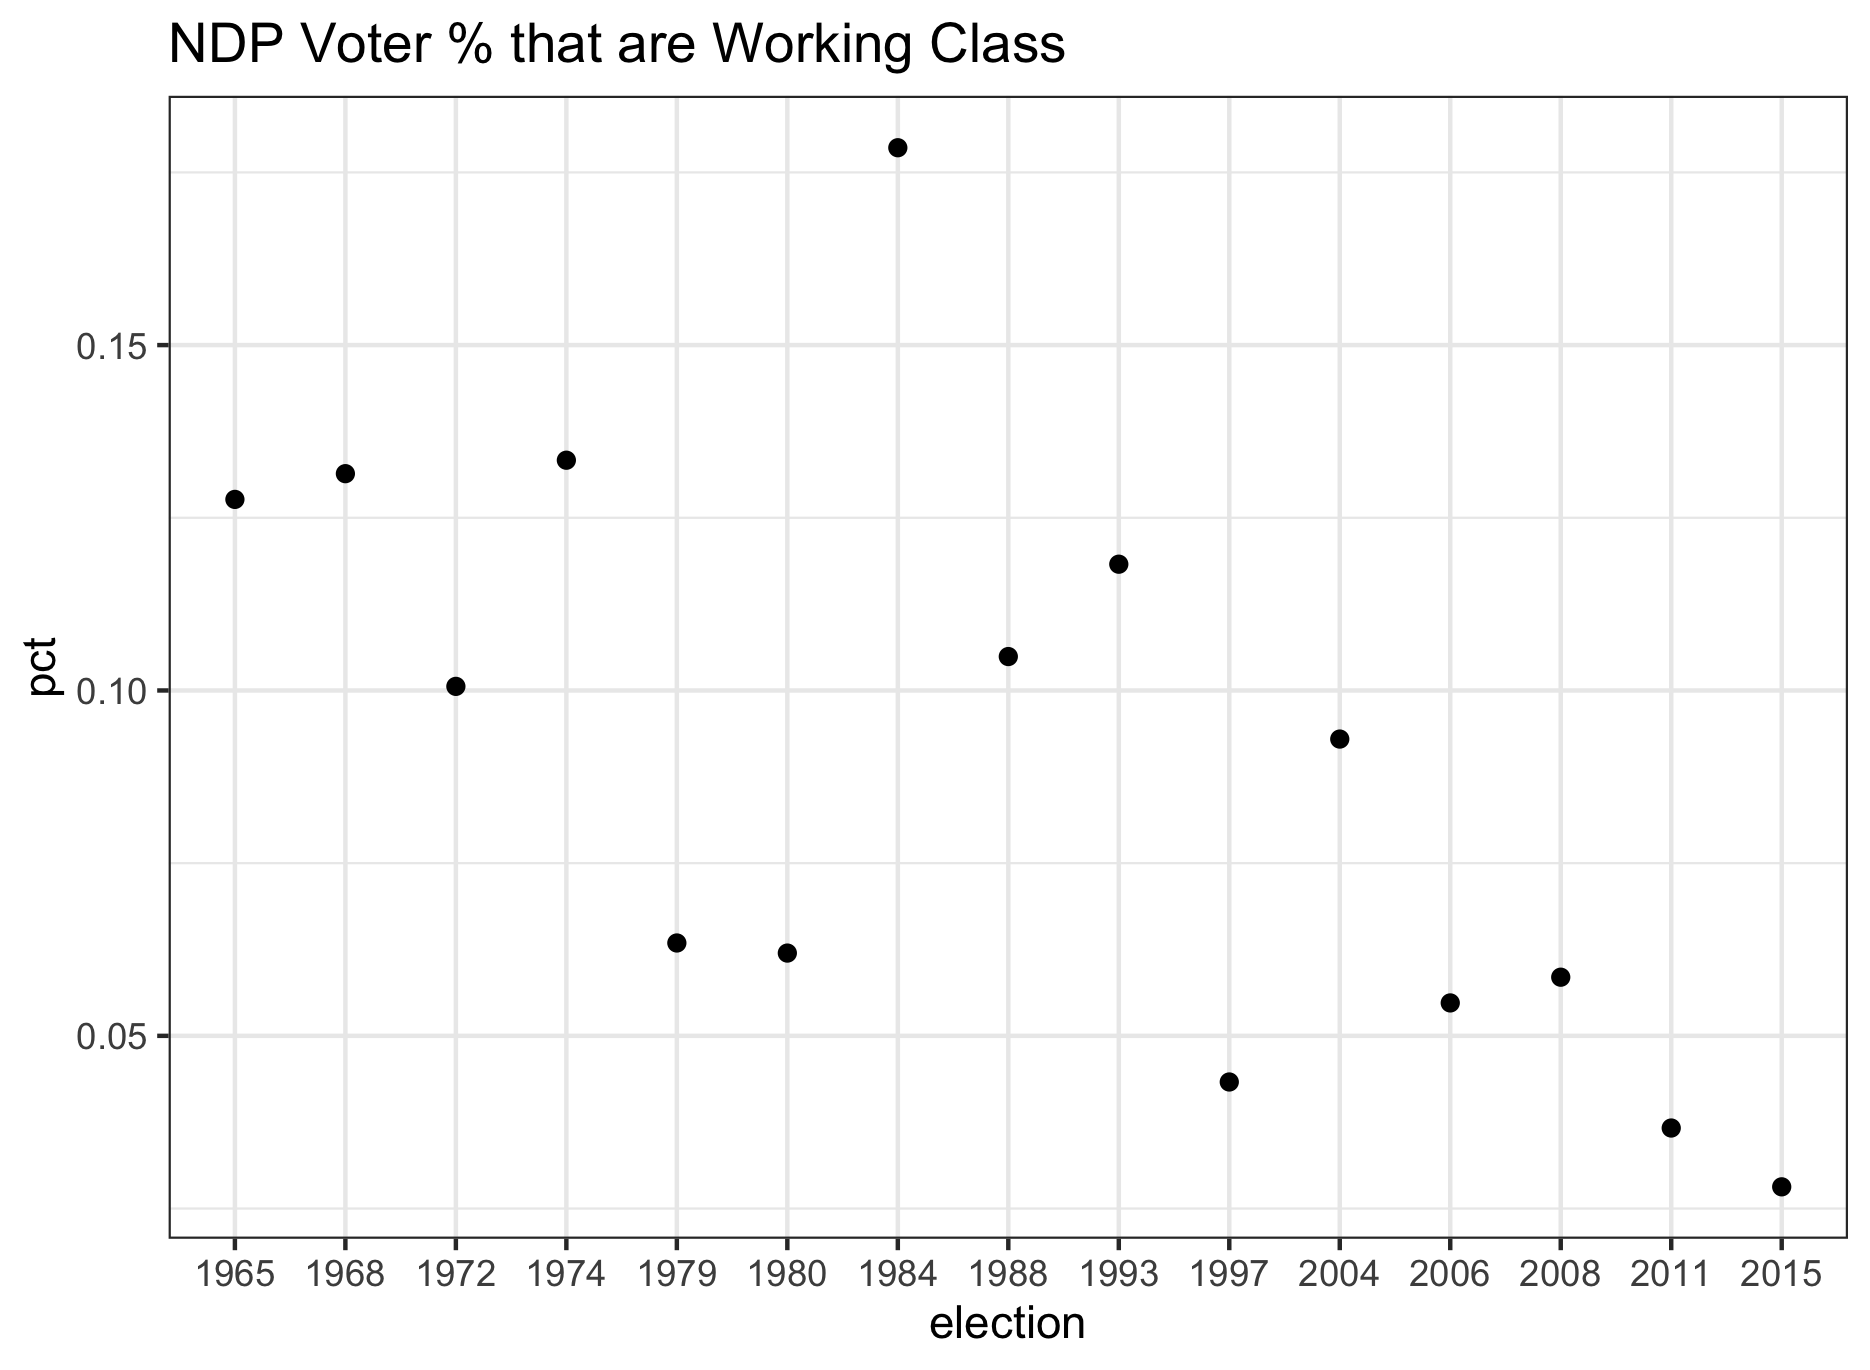 NDP Voter % that are Working Class
pct
0.15
0.10
0.05
1965 1968 1972 1974 1979 1980 1984 1988 1993 1997 2004 2006 2008 2011 2015
election